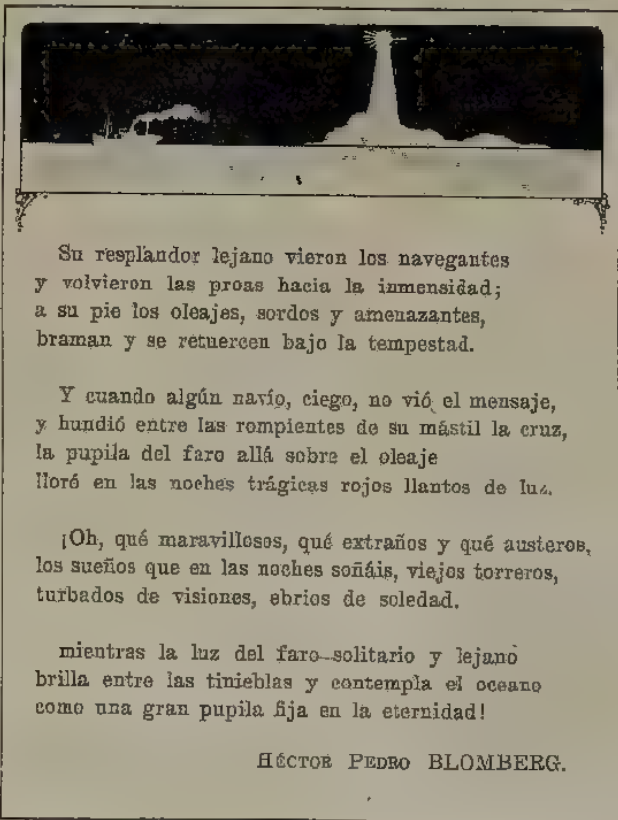 Su resplandor lejano vieron los navegantes
y volvieron las proas hacia la inmensidad;
a su pie los oleajes, sordos y amenazantes,
braman y se retuercen bajo la tempestad.
Y cuando algún navío, ciego, no vió el mensaje,
y hundió entre las rompientes de su mástil la cruz,
la pupila del faro allá sobre el oleaje
lloró en las noches trágicas rojos llantos de luz.
¡Oh, qué maravillosos, qué extraños y qué austeros,
los sueños que en las noches soñáis, viejos torreros,
turbados de visiones, ebrios de soledad.
mientras la luz del faro solitario y lejano
brilla entre las tinieblas y contempla el oceano
como una gran pupila fija en la eternidad!
HÉCTOR PEDRO BLOMBERG.